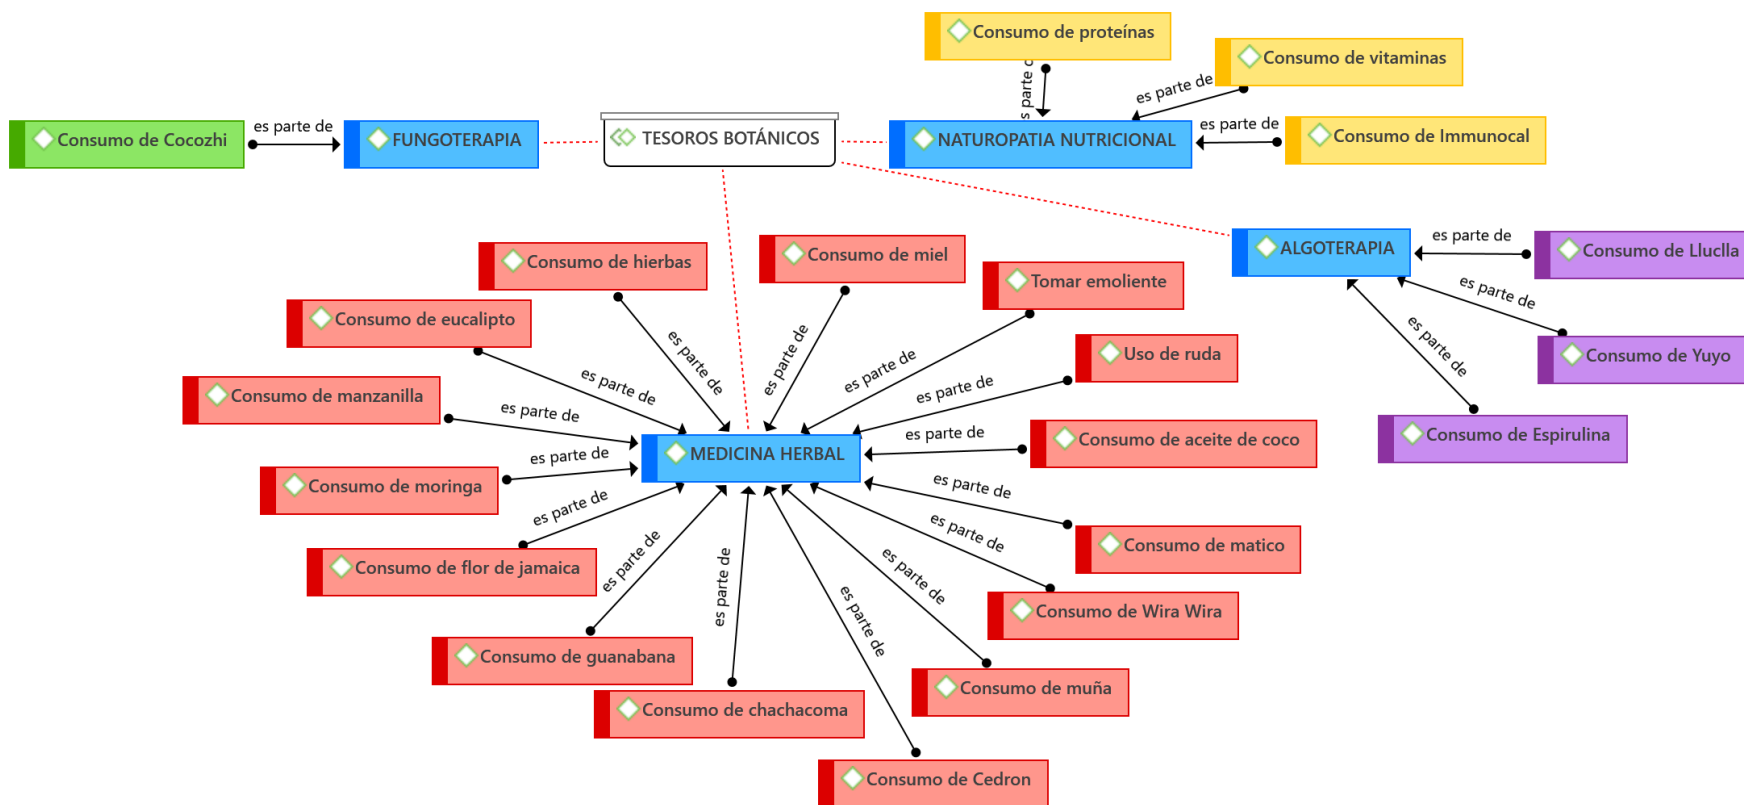 Consumo de proteínas
Consumo de vitaminas
es parte de
es parte de
Consumo de Cocozhi
es parte de
FUNGOTERAPIA
TESOROS BOTÁNICOS
NATUROPATIA NUTRICIONAL
es parte de
Consumo de Immunocal
Consumo de hierbas
Consumo de miel
Tomar emoliente
ALGOTERAPIA
es parte de
Consumo de Lluclla
es parte de
Consumo de Yuyo
es parte de
Consumo de Espirulina
Consumo de eucalipto
es parte de
es parte de
es parte de
Uso de ruda
es parte de
es parte de
Consumo de manzanilla
es parte de
es parte de
Consumo de aceite de coco
MEDICINA HERBAL
Consumo de moringa
es parte de
es parte de
Consumo de matico
es parte de
Consumo de flor de jamaica
es parte de
es parte de
es parte de
es parte de
es parte de
Consumo de Wira Wira
Consumo de guanabana
Consumo de muña
Consumo de chachacoma
Consumo de Cedron